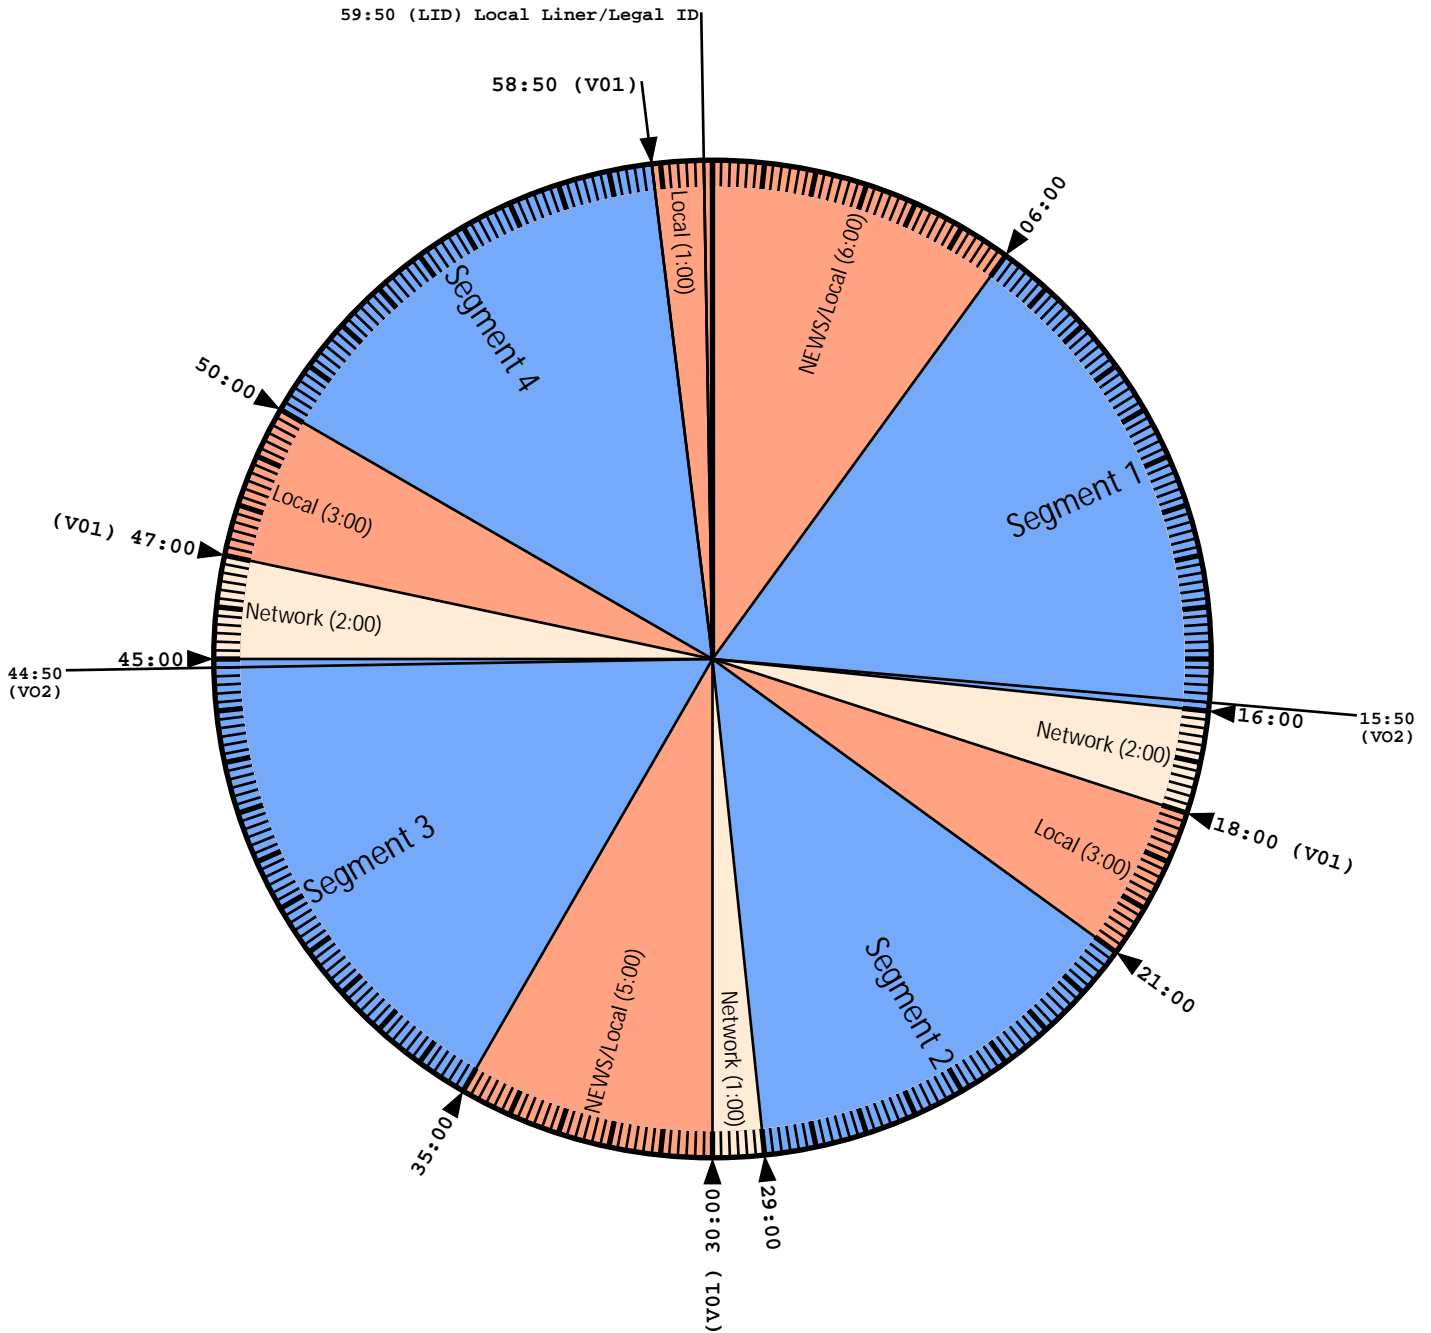 59:50 (LID) Local Liner/Legal ID
58:50 (V01)
Local (1:00)
NEWS/Local (6:00)
06:00
Segment 1
15:50
(VO2)
16:00
Network (2:00)
18:00 (V01)
Local (3:00)
21:00
Segment 2
29:00
Network (1:00)
(V01) 30:00
NEWS/Local (5:00)
35:00
Segment 3
44:50
(VO2)
45:00
Network (2:00)
(V01) 47:00
Local (3:00)
50:00
Segment 4